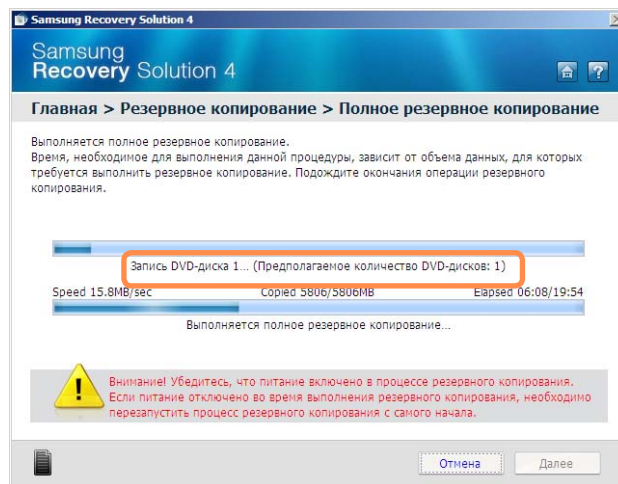 Samsung Recovery Solution 4
Samsung
Recovery Solution 4
Главная > Резервное копирование > Полное резервное копирование
Выполняется полное резервное копирование.
Время, необходимое для выполнения данной процедуры, зависит от объема данных, для которых
требуется выполнить резервное копирование. Подождите окончания операции резервного
копирования.
Запись DVD-диска 1... (Предполагаемое количество DVD-дисков: 1)
Speed 15.8MB/sec Copied 5806/5806MB Elapsed 06:08/19:54
Выполняется полное резервное копирование...
Внимание! Убедитесь, что питание включено в процессе резервного копирования.
Если питание отключено во время выполнения резервного копирования, необходимо
перезапустить процесс резервного копирования с самого начала.
Отмена Далее